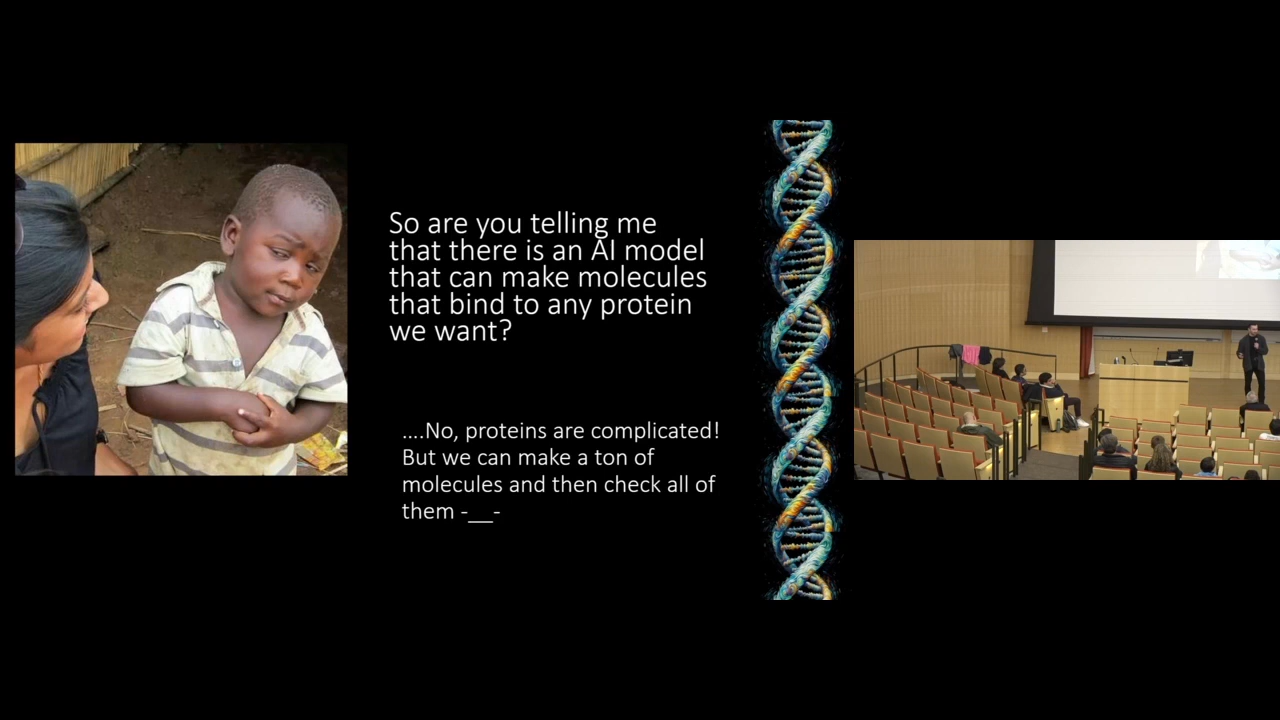 So are you telling me
that there is an AI model
that can make molecules
that bind to any protein
we want?
....No, proteins are complicated!
But we can make a ton of
molecules and then check all of
them -__-